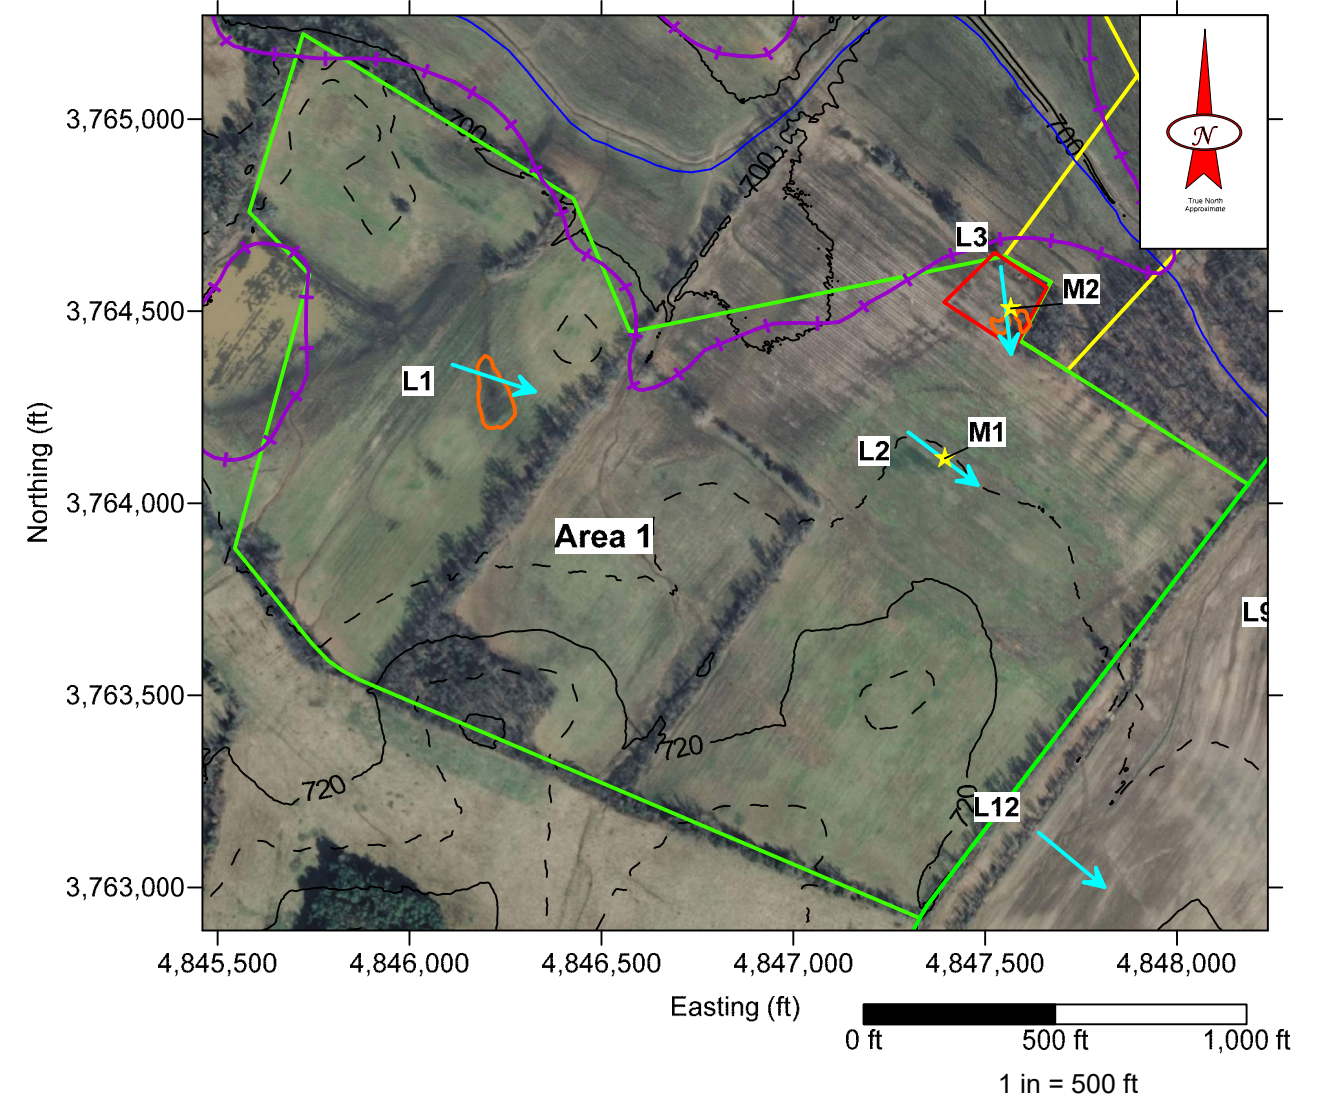 3,765,000
3,764,500
3,764,000
3,763,500
3,763,000
Northing (ft)
700
700
700
N
True North
Approximate
L3
M2
L1
M1
L2
Area 1
L9
720
720
L12
4,845,500
4,846,000
4,846,500
4,847,000
4,847,500
4,848,000
Easting (ft)
0 ft
500 ft
1,000 ft
1 in = 500 ft